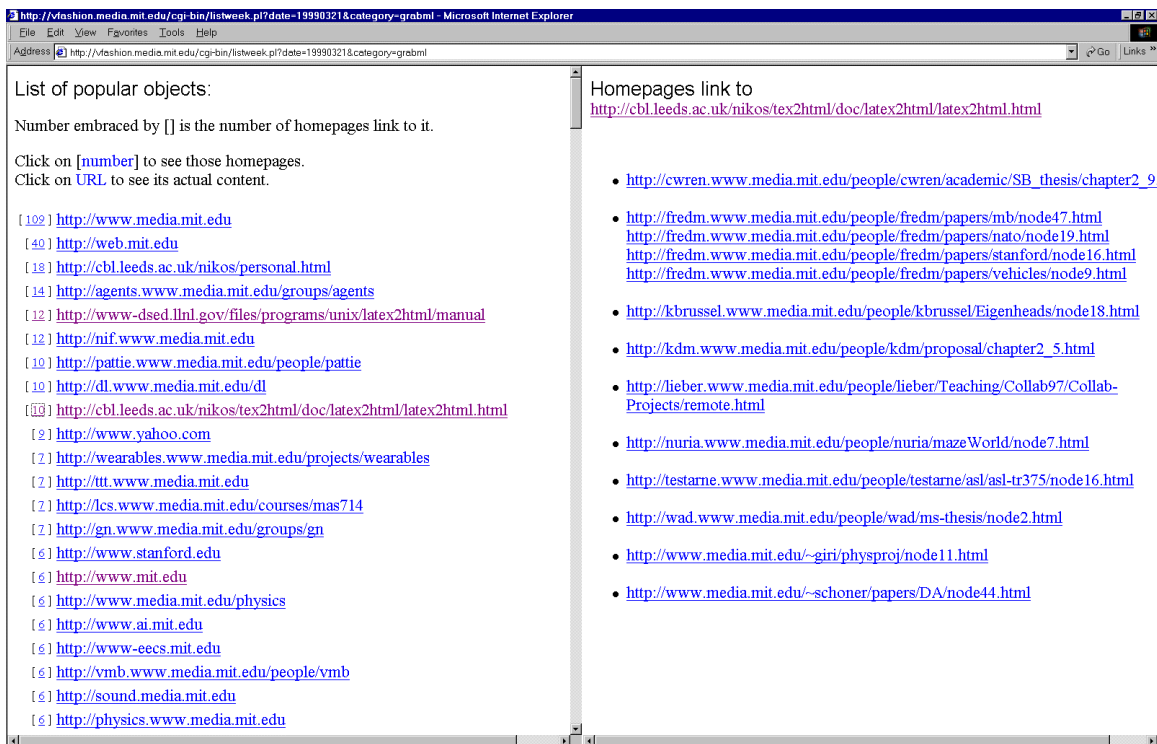 http://vfashion.media.mit.edu/cgi-bin/listweek.pl?date=19990321&category=grabml - Microsoft Internet Explorer
File Edit View Favorites Tools Help
Address http://vfashion.media.mit.edu/cgi-bin/listweek.pl?date=19990321&category=grabml Go Links »
List of popular objects:
Number embraced by [] is the number of homepages link to it.
Click on [number] to see those homepages.
Click on URL to see its actual content.
[ 109 ] http://www.media.mit.edu
[ 40 ] http://web.mit.edu
[ 18 ] http://cbl.leeds.ac.uk/nikos/personal.html
[ 14 ] http://agents.www.media.mit.edu/groups/agents
[ 12 ] http://www-dsed.llnl.gov/files/programs/unix/latex2html/manual
[ 12 ] http://nif.www.media.mit.edu
[ 10 ] http://pattie.www.media.mit.edu/people/pattie
[ 10 ] http://dl.www.media.mit.edu/dl
[ 10 ] http://cbl.leeds.ac.uk/nikos/tex2html/doc/latex2html/latex2html.html
[ 9 ] http://www.yahoo.com
[ 7 ] http://wearables.www.media.mit.edu/projects/wearables
[ 7 ] http://ttt.www.media.mit.edu
[ 7 ] http://lcs.www.media.mit.edu/courses/mas714
[ 7 ] http://gn.www.media.mit.edu/groups/gn
[ 6 ] http://www.stanford.edu
[ 6 ] http://www.mit.edu
[ 6 ] http://www.media.mit.edu/physics
[ 6 ] http://www.ai.mit.edu
[ 6 ] http://www-eecs.mit.edu
[ 6 ] http://vmb.www.media.mit.edu/people/vmb
[ 6 ] http://sound.media.mit.edu
[ 6 ] http://physics.www.media.mit.edu
Homepages link to
http://cbl.leeds.ac.uk/nikos/tex2html/doc/latex2html/latex2html.html
• http://cwren.www.media.mit.edu/people/cwren/academic/SB_thesis/chapter2_9
• http://fredm.www.media.mit.edu/people/fredm/papers/mb/node47.html
http://fredm.www.media.mit.edu/people/fredm/papers/nato/node19.html
http://fredm.www.media.mit.edu/people/fredm/papers/stanford/node16.html
http://fredm.www.media.mit.edu/people/fredm/papers/vehicles/node9.html
• http://kbrussel.www.media.mit.edu/people/kbrussel/Eigenheads/node18.html
• http://kdm.www.media.mit.edu/people/kdm/proposal/chapter2_5.html
• http://lieber.www.media.mit.edu/people/lieber/Teaching/Collab97/Collab-
Projects/remote.html
• http://nuria.www.media.mit.edu/people/nuria/mazeWorld/node7.html
• http://testarne.www.media.mit.edu/people/testarne/asl/asl-tr375/node16.html
• http://wad.www.media.mit.edu/people/wad/ms-thesis/node2.html
• http://www.media.mit.edu/~giri/physproj/node11.html
• http://www.media.mit.edu/~schoner/papers/DA/node44.html